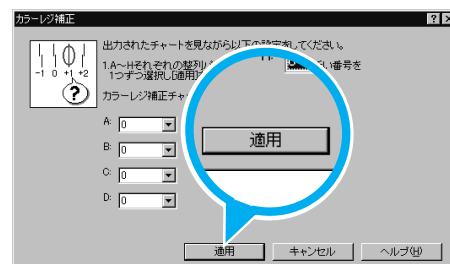 カラーレジ補正
-1 0 +1 +2
出力されたチャートを見ながら以下の設定をしてください。
1.A～Hそれぞれの整列 い番号を
1つずつ選択し[適用]
カラーレジ補正チャ
A: 0
B: 0
C: 0
D: 0
適用
適用 キャンセル ヘルプ(H)